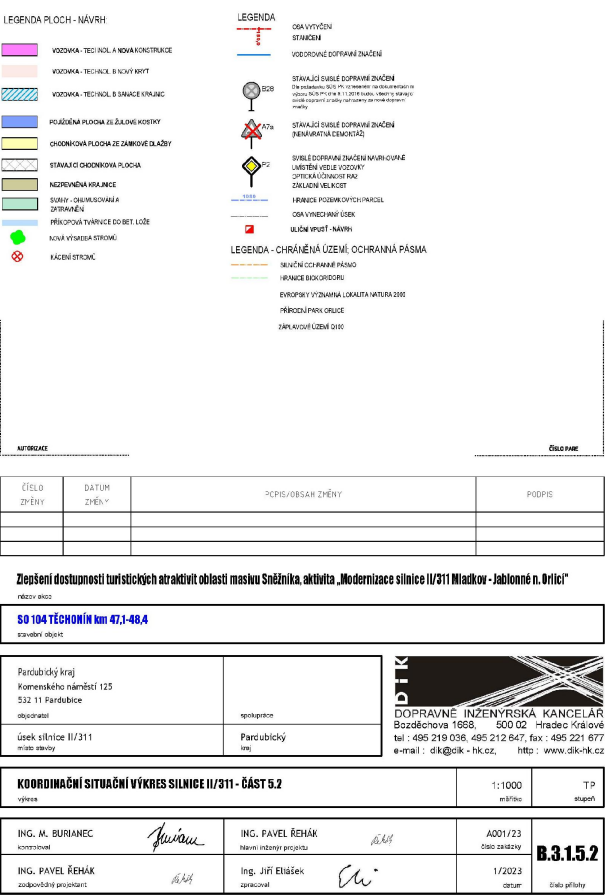 LEGENDA PLOCH - NÁVRH:
VOZOVKA - TECHNOL. A NOVÁ KONSTRUKCE
VOZOVKA - TECHNOL. B NOVÝ KRYT
VOZOVKA - TECHNOL. B SANACE KRAJNIC
POJÍŽDĚNÁ PLOCHA ZE ŽULOVÉ KOSTKY
CHODNÍKOVÁ PLOCHA ZE ZÁMKOVÉ DLAŽBY
STÁVAJÍCÍ CHODNÍKOVÁ PLOCHA
NEZPEVNĚNÁ KRAJNICE
SVAHY - OHUMUSOVÁNÍ A
ZATRAVNĚNÍ
PŘÍKOPOVÁ TVÁRNICE DO BET. LOŽE
NOVÁ VÝSADBA STROMŮ
KÁCENÍ STROMŮ
LEGENDA
OSA VYTYČENÍ
STANIČENÍ
VODOROVNÉ DOPRAVNÍ ZNAČENÍ
B28
STÁVAJÍCÍ SVISLÉ DOPRAVNÍ ZNAČENÍ
A7a
STÁVAJÍCÍ SVISLÉ DOPRAVNÍ ZNAČENÍ
(NENÁVRATNÁ DEMONTÁŽ)
P2
SVISLÉ DOPRAVNÍ ZNAČENÍ NAVRHOVANÉ
UMÍSTĚNÍ VEDLE VOZOVKY
OPTICKÁ ÚČINNOST RA2
ZÁKLADNÍ VELIKOST
HRANICE POZEMKOVÝCH PARCEL
OSA VYNECHANÝ ÚSEK
ULIČNÍ VPUSŤ - NÁVRH
LEGENDA - CHRÁNĚNÁ ÚZEMÍ; OCHRANNÁ PÁSMA
SILNIČNÍ OCHRANNÉ PÁSMO
HRANICE BIOKORIDORU
EVROPSKY VÝZNAMNÁ LOKALITA NATURA 2000
PŘÍRODNÍ PARK ORLICE
ZÁPLAVOVÉ ÚZEMÍ Q100
AUTORIZACE
ČÍSLO PARE
ČÍSLO ZMĚNY
DATUM ZMĚNY
POPIS/OBSAH ZMĚNY
PODPIS
Zlepšení dostupnosti turistických atraktivit oblasti masivu Sněžníka, aktivita „Modernizace silnice II/311 Mladkov - Jablonné n. Orlicí"
název akce
SO 104 TĚCHONÍN km 47,1-48,4
stavební objekt
Pardubický kraj
Komenského náměstí 125
532 11 Pardubice
objednatel
spolupráce
úsek silnice II/311
místo stavby
Pardubický
kraj
DiK
DOPRAVNĚ INŽENÝRSKÁ KANCELÁŘ
Bozděchova 1668, 500 02 Hradec Králové
tel : 495 219 036, 495 212 647, fax : 495 221 677
e-mail : dik@dik - hk.cz, http : www.dik-hk.cz
KOORDINAČNÍ SITUAČNÍ VÝKRES SILNICE II/311 - ČÁST 5.2
výkres
1:1000
měřítko
TP
stupeň
ING. M. BURIANEC
kontroloval
ING. PAVEL ŘEHÁK
hlavní inženýr projektu
A001/23
číslo zakázky
B.3.1.5.2
číslo přílohy
ING. PAVEL ŘEHÁK
zodpovědný projektant
Ing. Jiří Eliášek
zpracoval
1/2023
datum